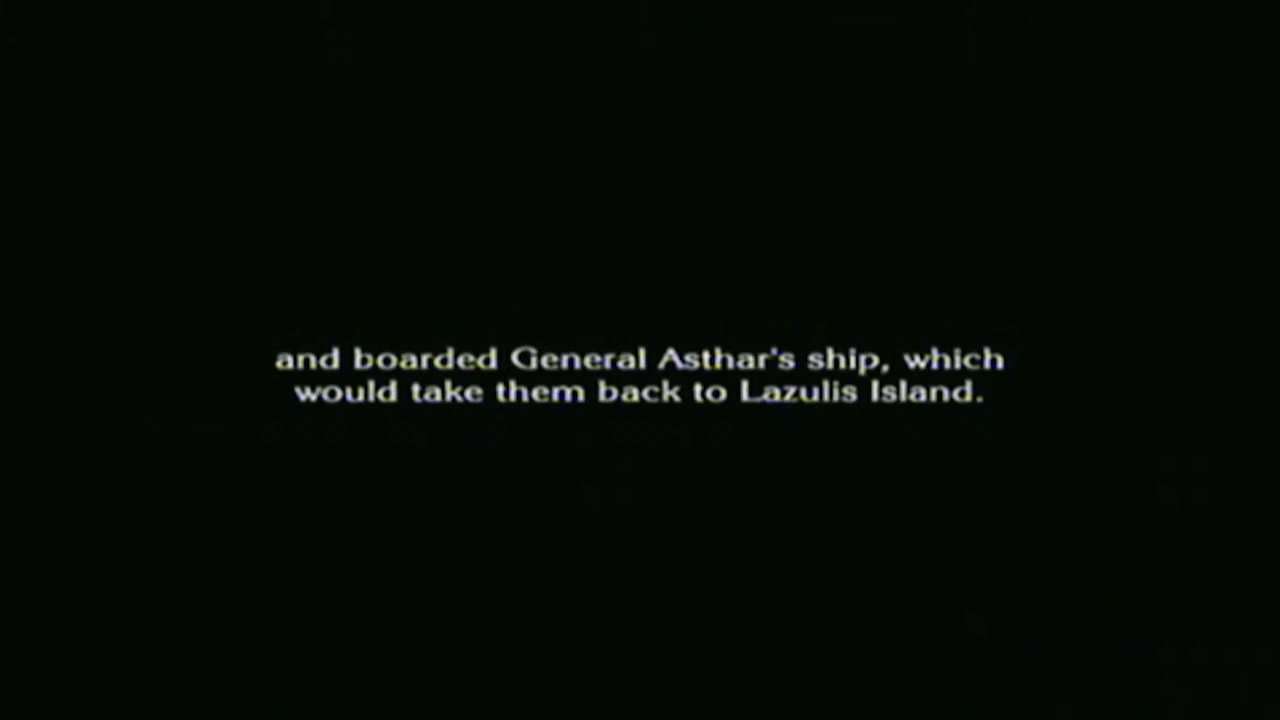 and boarded General Asthar's ship, which
would take them back to Lazulis Island.